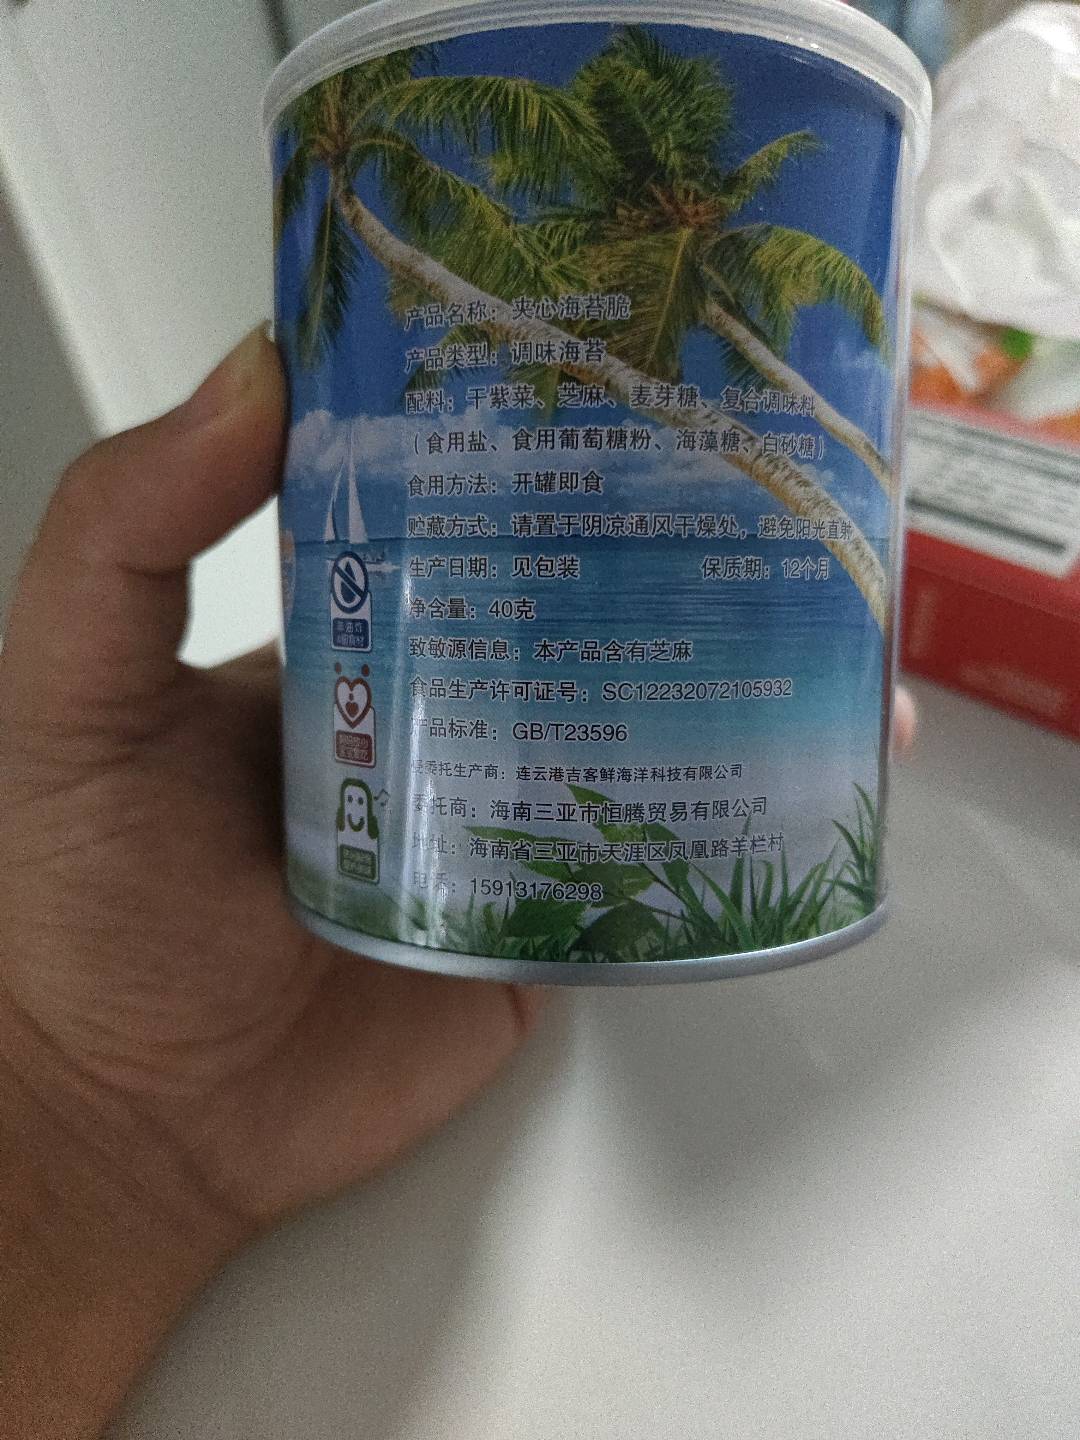 产品名称：夹心海苔脆
产品类型：调味海苔
配料：干紫菜、芝麻、麦芽糖、复合调味料
（食用盐、食用葡萄糖粉、海藻糖、白砂糖）
食用方法：开罐即食
贮藏方式：请置于阴凉通风干燥处，避免阳光直射
生产日期：见包装 保质期：12个月
净含量：40克
致敏源信息：本产品含有芝麻
食品生产许可证号：SC12232072105932
产品标准：GB/T23596
受委托生产商：连云港吉客鲜海洋科技有限公司
委托商：海南三亚市恒腾贸易有限公司
地址：海南省三亚市天涯区凤凰路羊栏村
电话：15913176298
非油炸